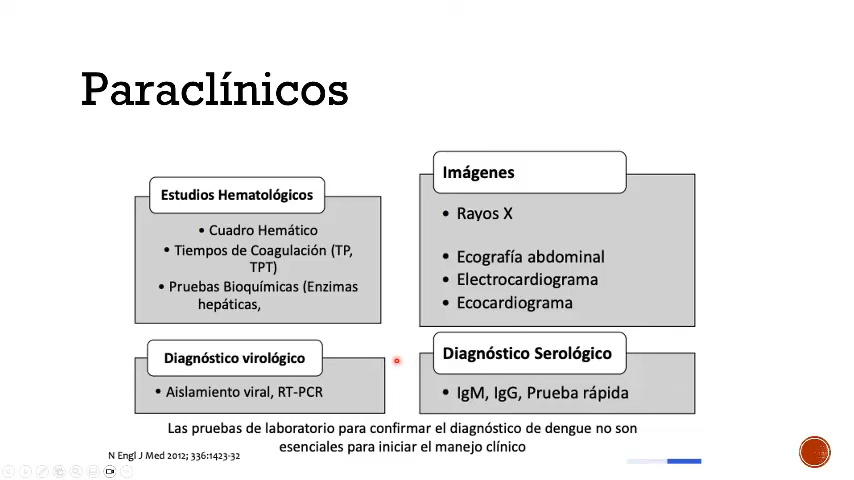 Paraclínicos
Estudios Hematológicos
• Cuadro Hemático
• Tiempos de Coagulación (TP,
TPT)
• Pruebas Bioquímicas (Enzimas
hepáticas,
Imágenes
• Rayos X
• Ecografía abdominal
• Electrocardiograma
• Ecocardiograma
Diagnóstico virológico
• Aislamiento viral, RT-PCR
Diagnóstico Serológico
• IgM, IgG, Prueba rápida
Las pruebas de laboratorio para confirmar el diagnóstico de dengue no son
esenciales para iniciar el manejo clínico
N Engl J Med 2012; 336:1423-32